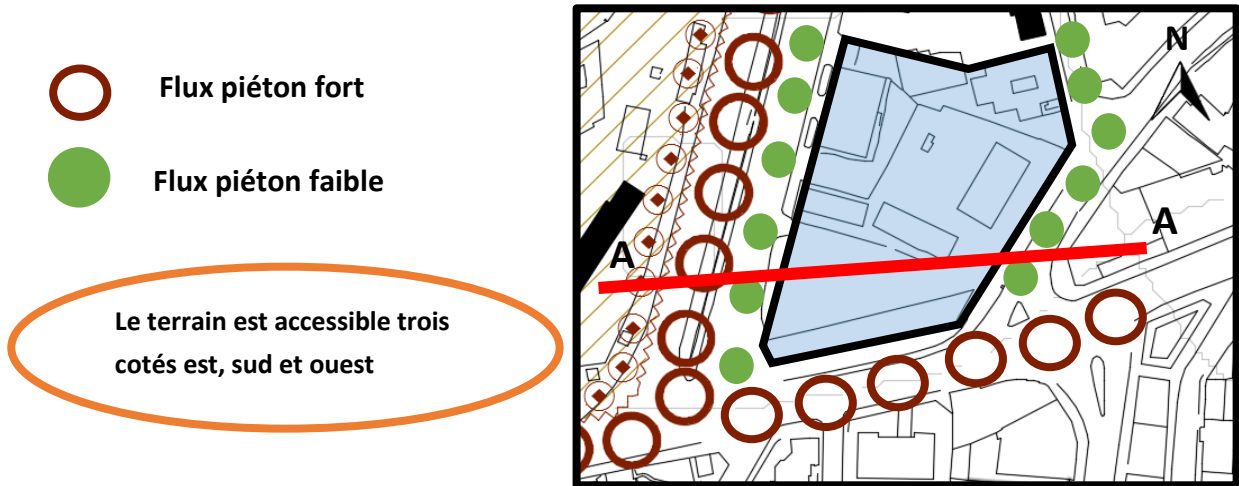 Flux piéton fort
Flux piéton faible
Le terrain est accessible trois
cotés est, sud et ouest
N
A
A